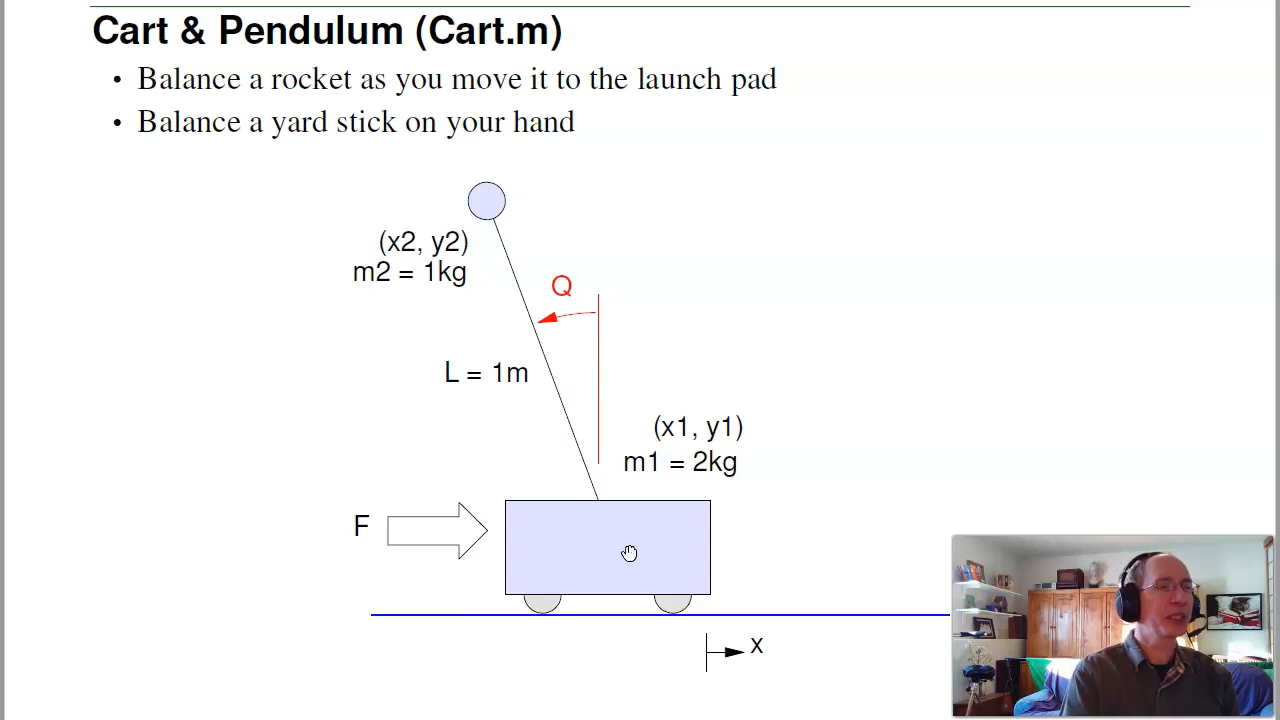 Cart & Pendulum (Cart.m)
• Balance a rocket as you move it to the launch pad
• Balance a yard stick on your hand
(x2, y2)
m2 = 1kg
Q
L = 1m
(x1, y1)
m1 = 2kg
F
x